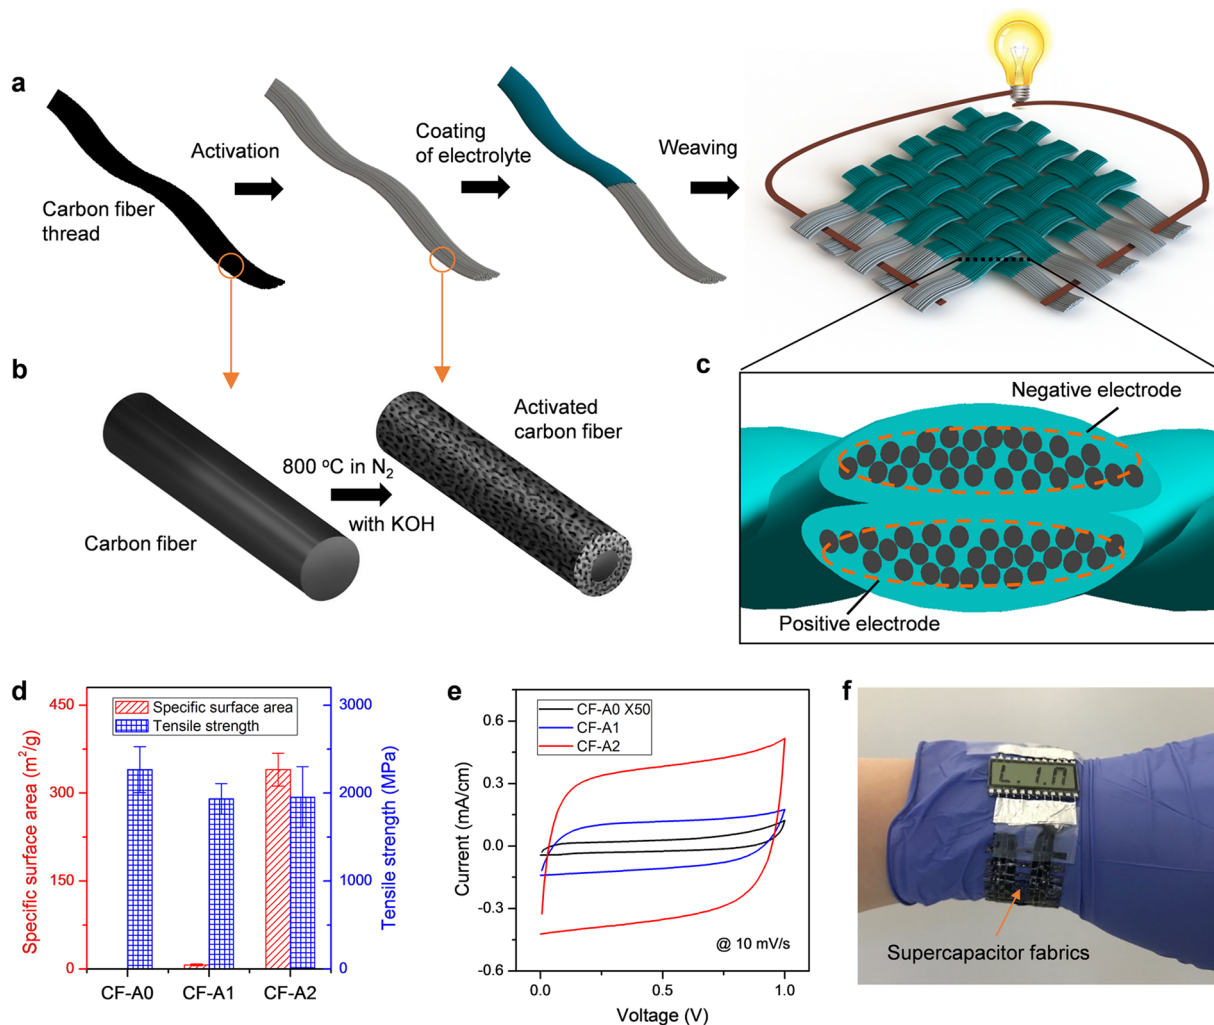 a
Activation
Coating
of electrolyte
Weaving
Carbon fiber
thread
b
Activated
carbon fiber
800 °C in N₂
with KOH
Carbon fiber
c
Negative electrode
Positive electrode
d
450
300
150
0
Specific surface area (m²/g)
Specific surface area
Tensile strength
3000
2000
1000
0
Tensile strength (MPa)
CF-A0
CF-A1
CF-A2
e
0.6
0.3
0.0
-0.3
-0.6
Current (mA/cm)
CF-A0 X50
CF-A1
CF-A2
@ 10 mV/s
0.0
0.5
1.0
Voltage (V)
f
Supercapacitor fabrics